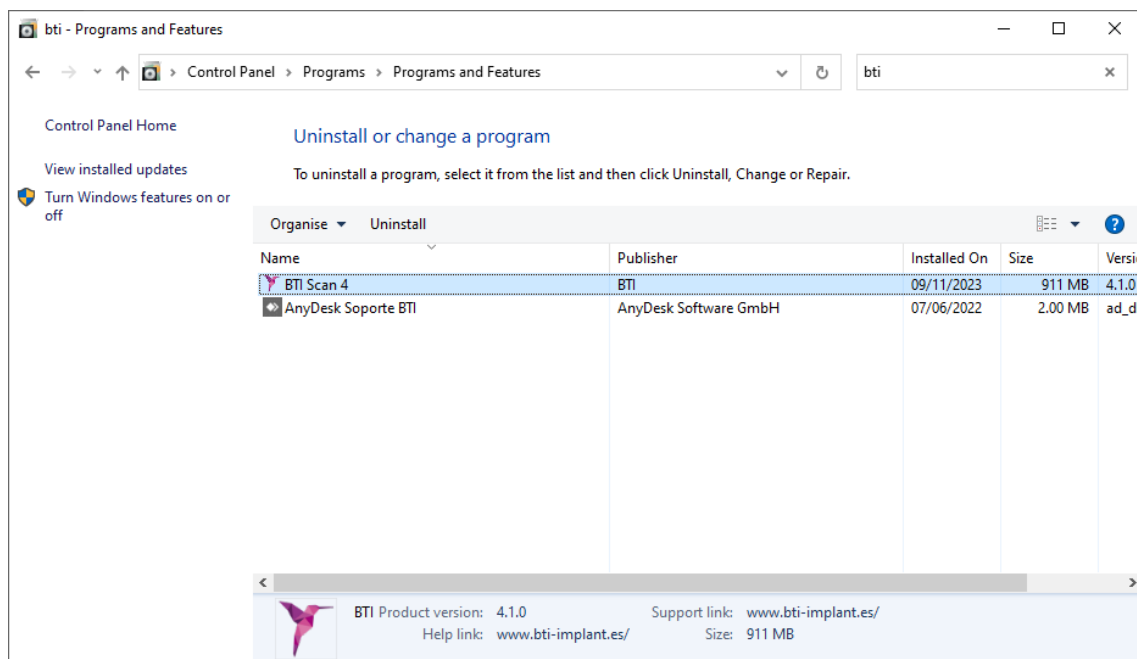 bti - Programs and Features
Control Panel > Programs > Programs and Features bti
Control Panel Home
View installed updates
Turn Windows features on or
off
Uninstall or change a program
To uninstall a program, select it from the list and then click Uninstall, Change or Repair.
Organise Uninstall
Name Publisher Installed On Size Versi
BTI Scan 4 BTI 09/11/2023 911 MB 4.1.0
AnyDesk Soporte BTI AnyDesk Software GmbH 07/06/2022 2.00 MB ad_d
BTI Product version: 4.1.0 Support link: www.bti-implant.es/
Help link: www.bti-implant.es/ Size: 911 MB